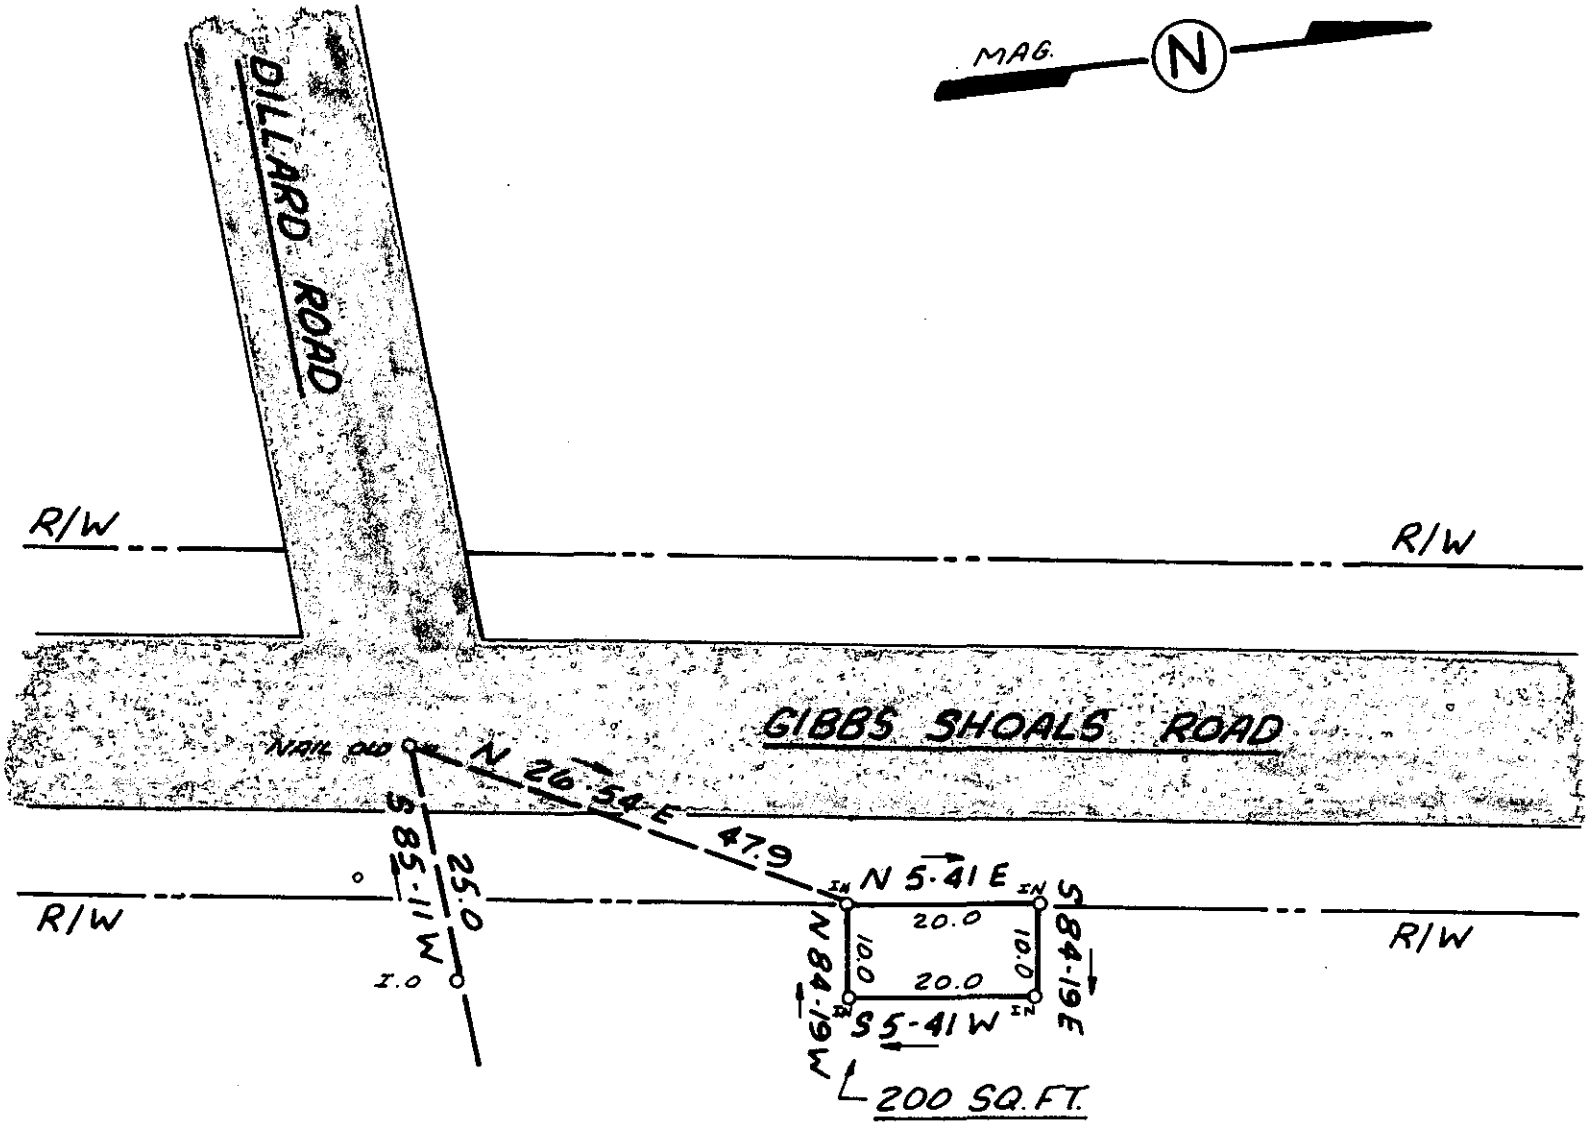 MAG.
N
DILLARD ROAD
R/W
R/W
GIBBS SHOALS ROAD
NAIL OLD
N 26-54 E 47.9
S 85-11 W
25.0
I.O
R/W
R/W
IN
N 5-41 E
IN
20.0
N 84-19 W
10.0
10.0
S 84-19 E
20.0
IN
S 5-41 W
IN
200 SQ. FT.